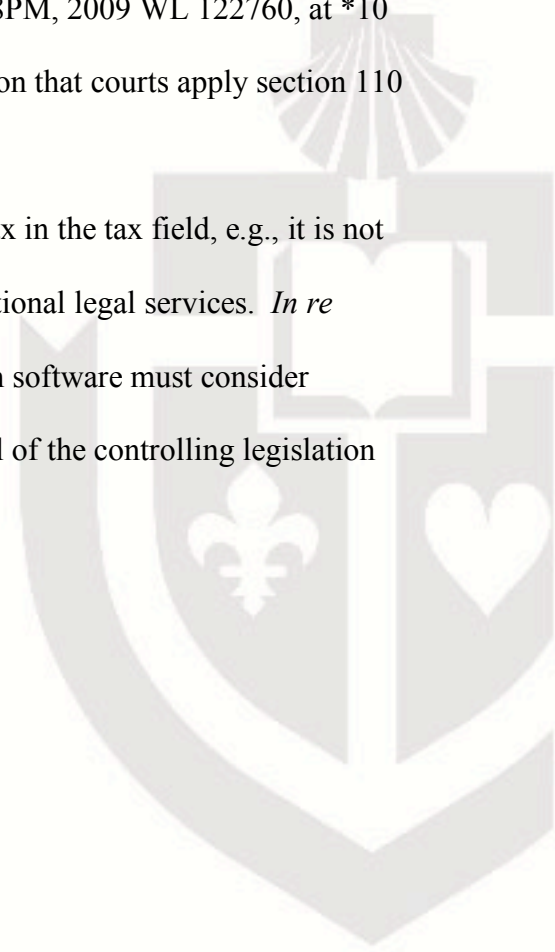 3PM, 2009 WL 122760, at *10
on that courts apply section 110
x in the tax field, e.g., it is not
tional legal services. In re
n software must consider
l of the controlling legislation